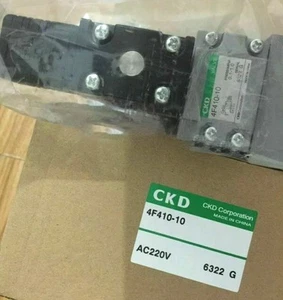 CKD
4F410-10
CKD
CKD Corporation
MADE IN CHINA
4F410-10
AC220V
6322 G